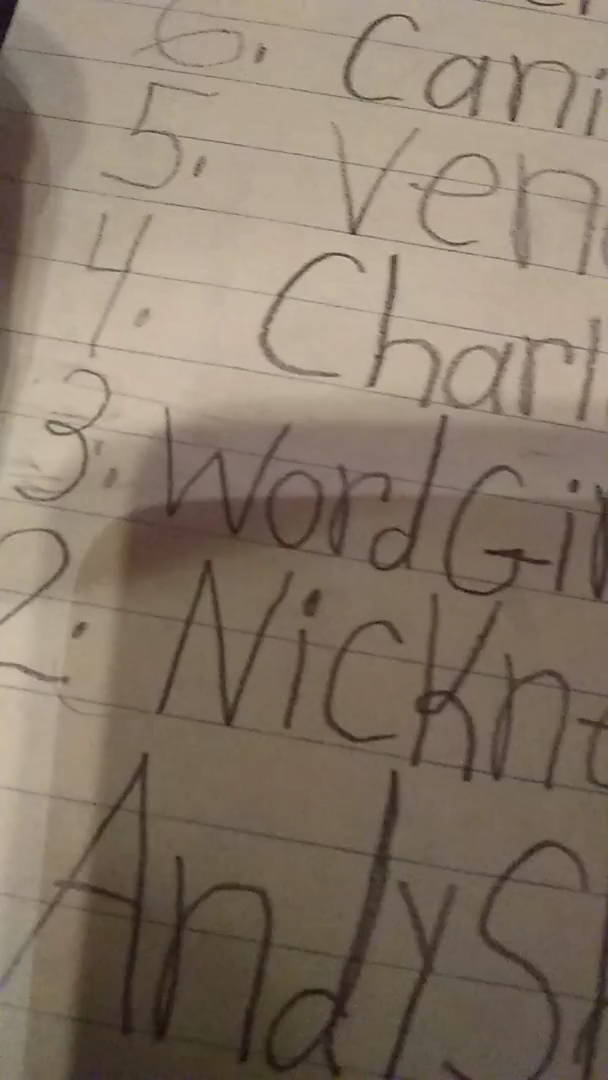 6. Cani
5. Ven
4. Charl
3. WordGi
2. Nickn
AndyS